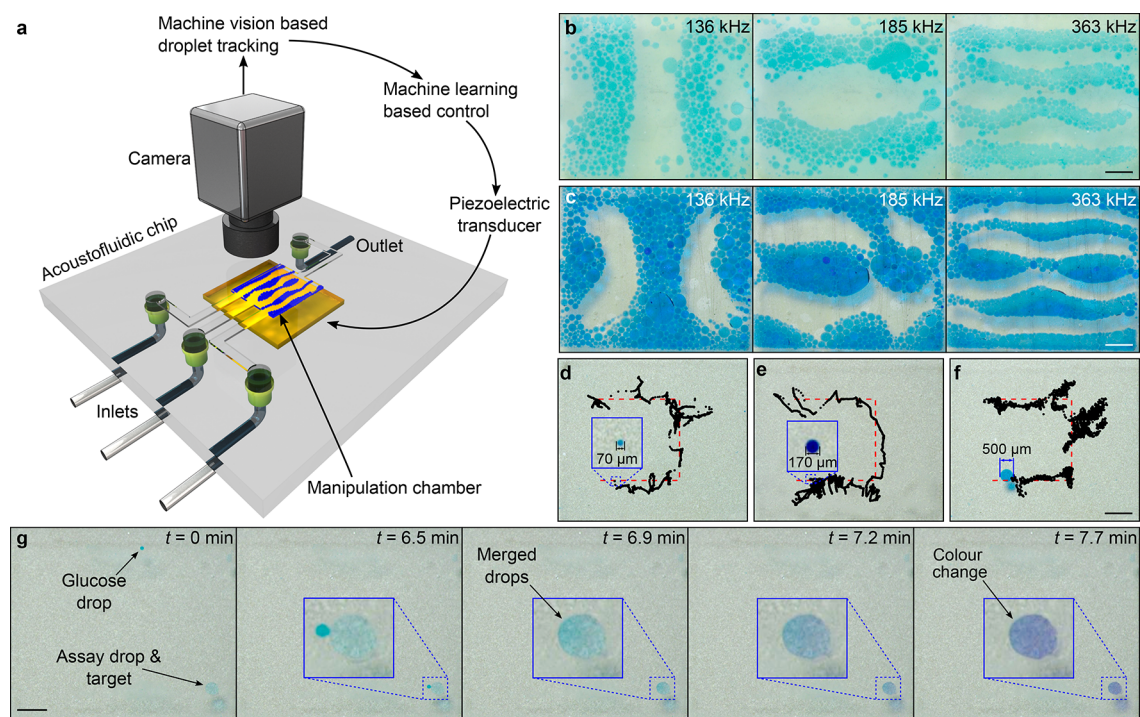 a
Machine vision based
droplet tracking
Machine learning
based control
Camera
Piezoelectric
transducer
Acoustofluidic chip
Outlet
Inlets
Manipulation chamber
b
136 kHz
185 kHz
363 kHz
c
136 kHz
185 kHz
363 kHz
d
70 µm
e
170 µm
f
500 µm
g
t = 0 min
Glucose
drop
Assay drop &
target
t = 6.5 min
t = 6.9 min
Merged
drops
t = 7.2 min
t = 7.7 min
Colour
change